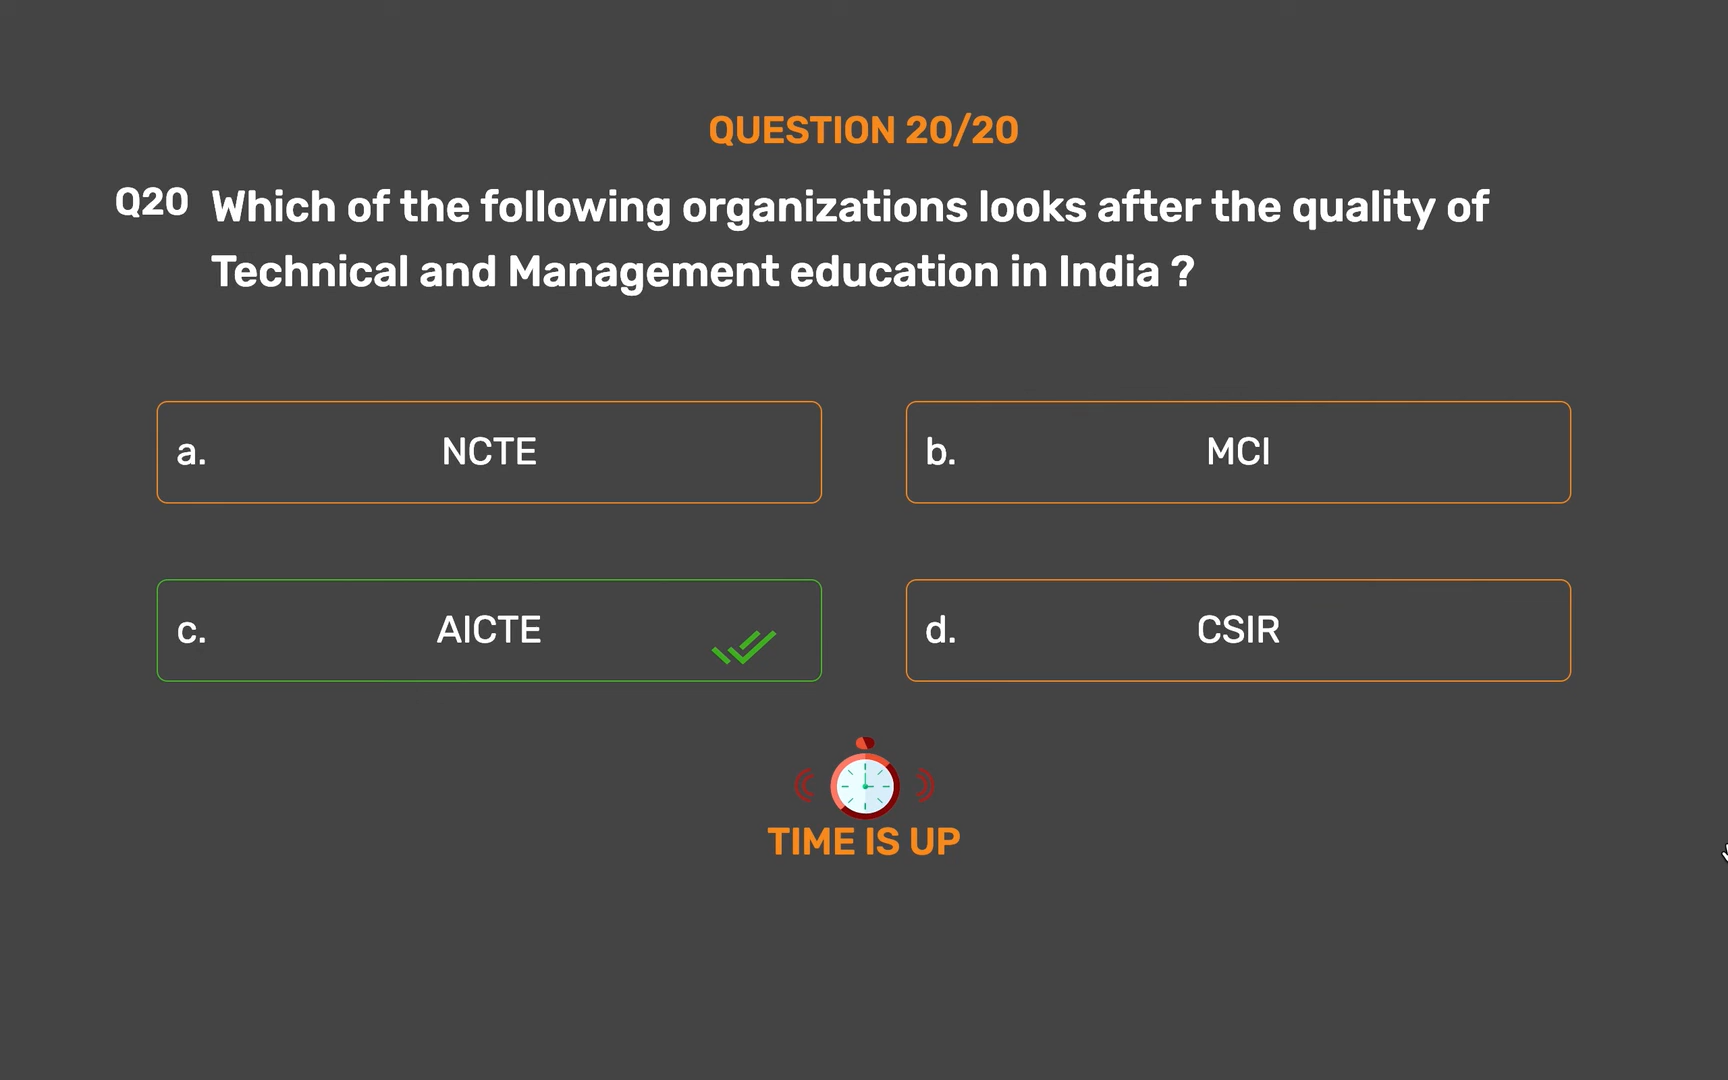 QUESTION 20/20
Q20 Which of the following organizations looks after the quality of
Technical and Management education in India ?
a. NCTE
b. MCI
c. AICTE
d. CSIR
TIME IS UP